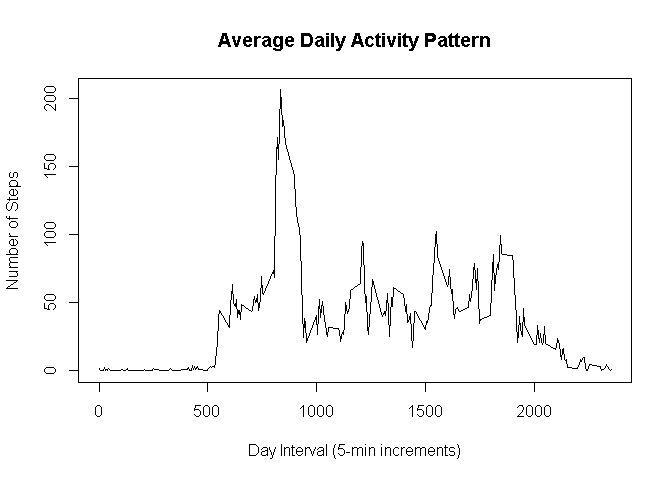 Average Daily Activity Pattern
Number of Steps
200
150
100
50
0
0 500 1000 1500 2000
Day Interval (5-min increments)